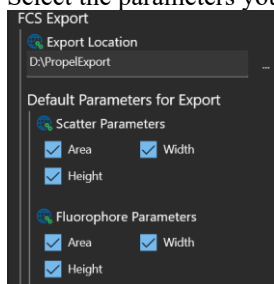 Select the parameters you
FCS Export
Export Location
D:\PropelExport
...
Default Parameters for Export
Scatter Parameters
Area
Width
Height
Fluorophore Parameters
Area
Width
Height